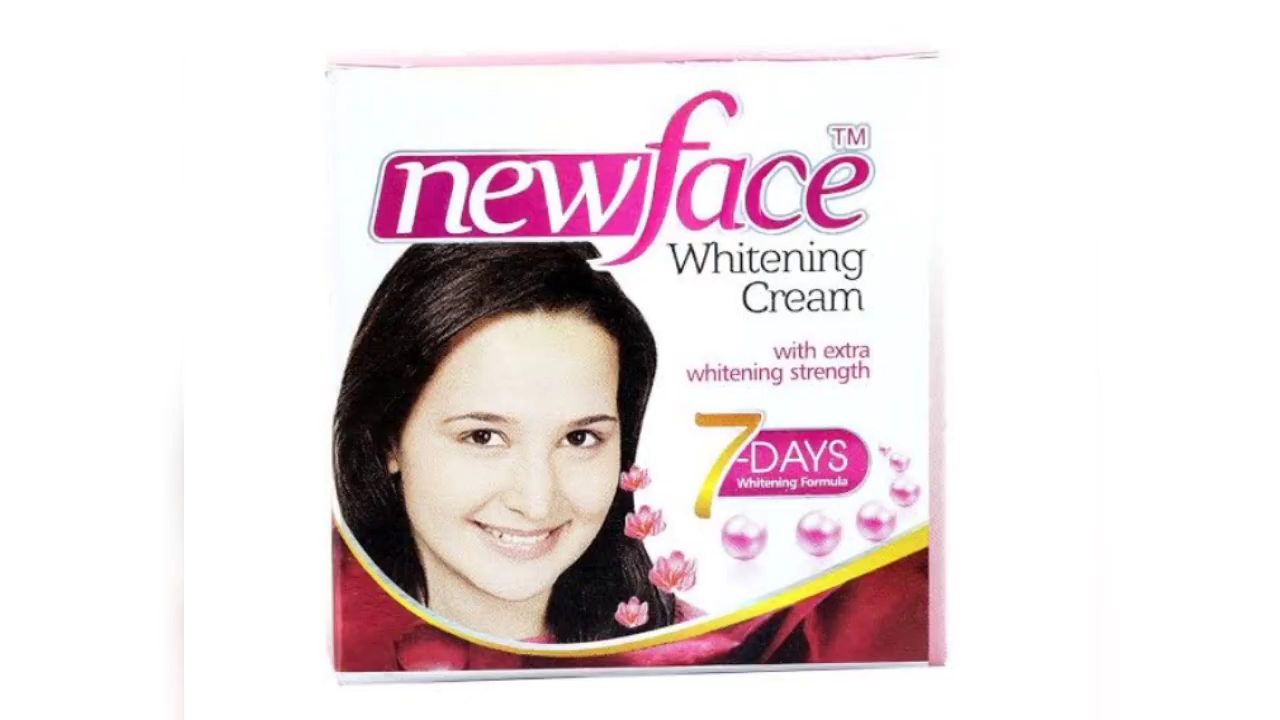 newface™
Whitening
Cream
with extra
whitening strength
7-DAYS
Whitening Formula